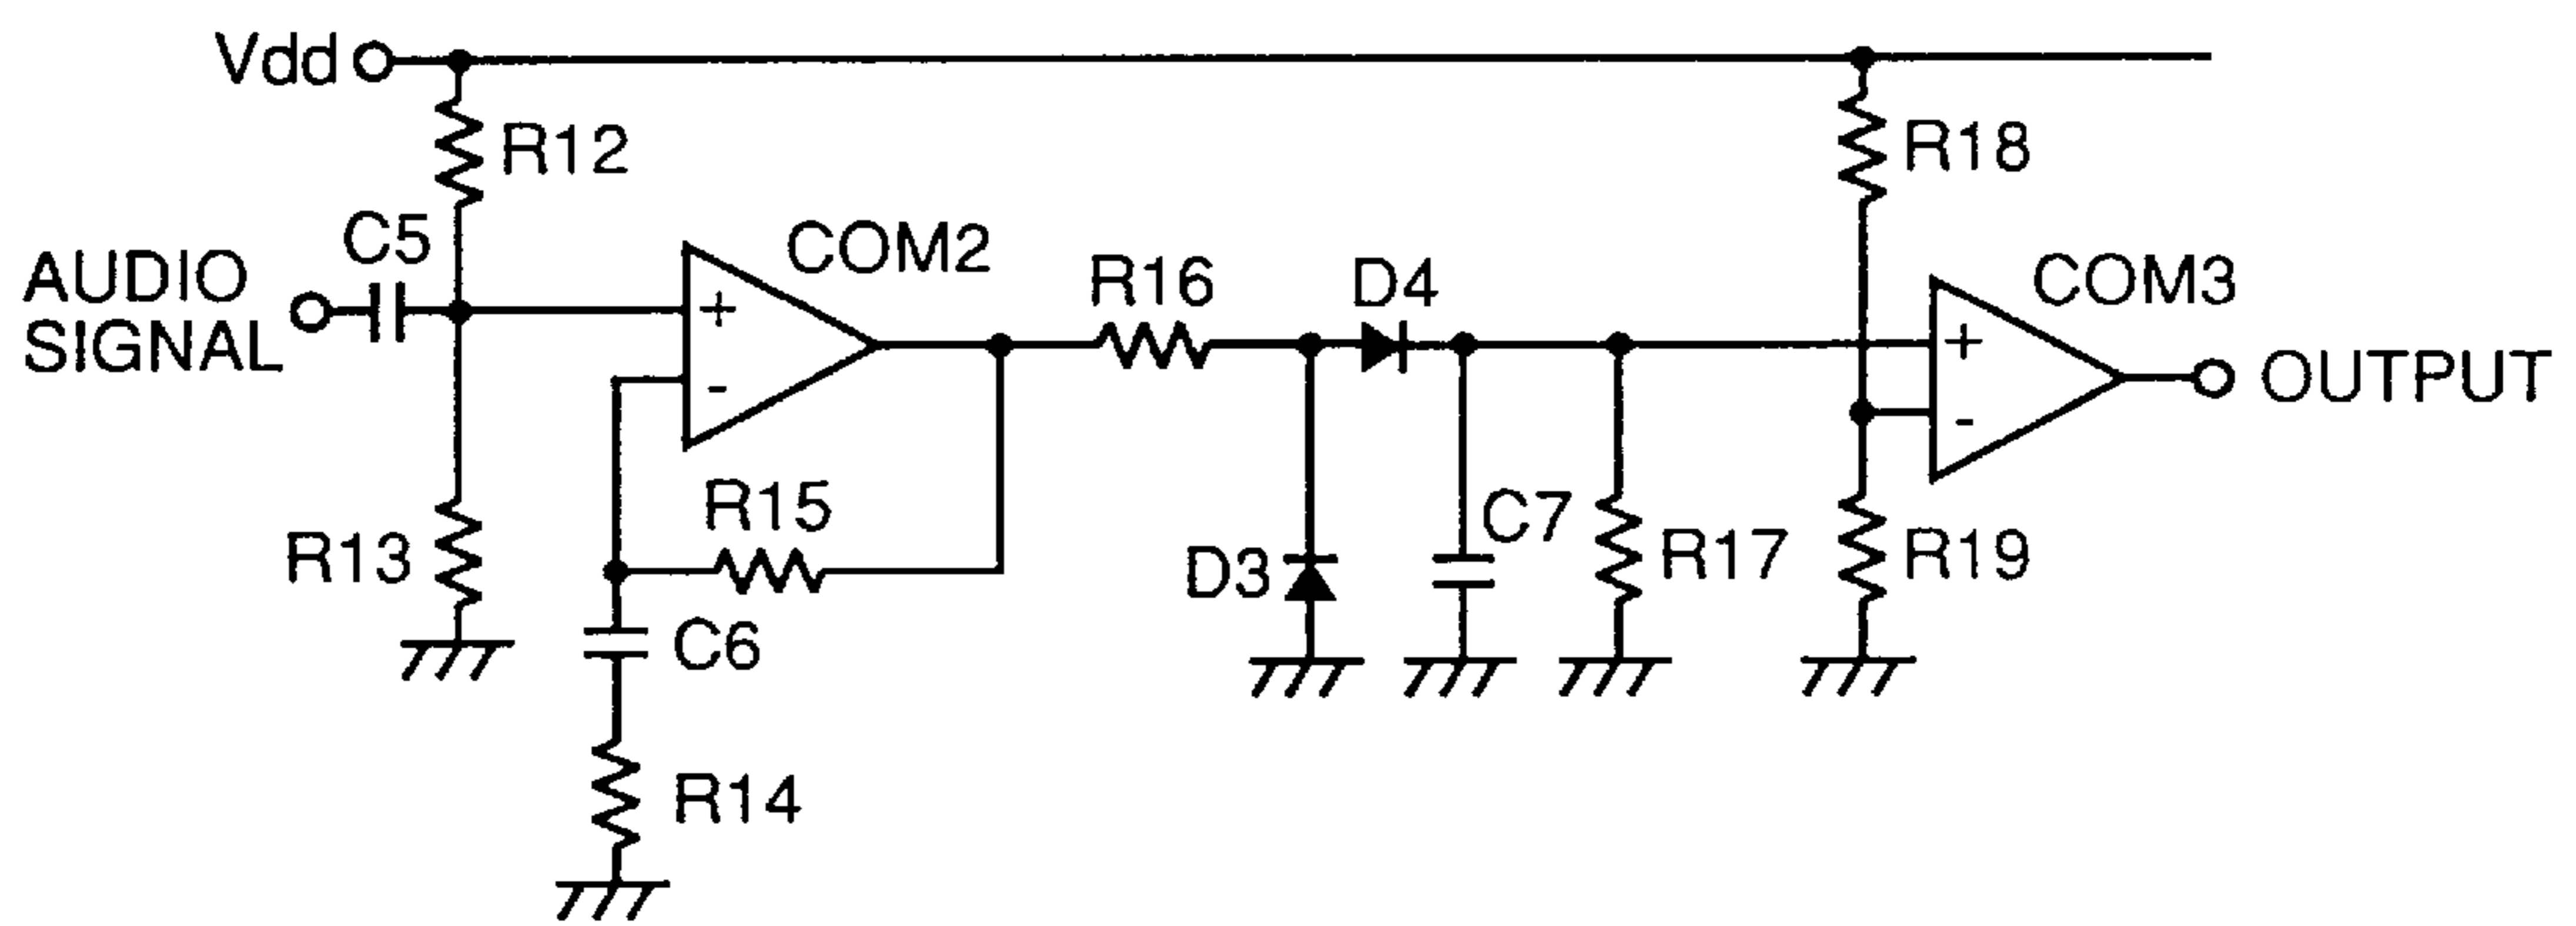 Vdd
R12
R18
C5
COM2
AUDIO
SIGNAL
COM3
R16
D4
+
-
+
-
OUTPUT
R15
R13
C7
D3
R17
R19
C6
R14